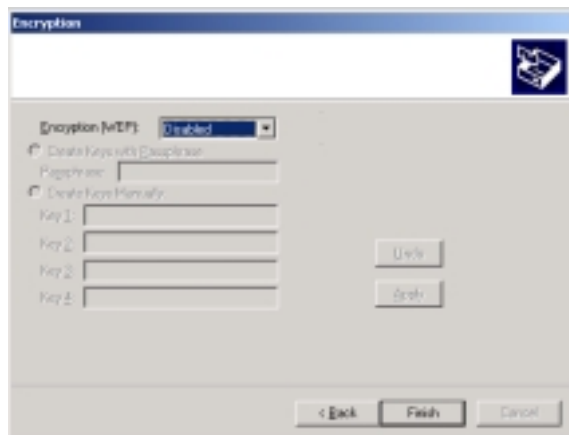 Encryption
Encryption (WEP): Disabled
Create Keys with Passphrase
Passphrase:
Create Keys Manually
Key 1:
Key 2:
Key 3:
Key 4:
Undo
Apply
< Back Finish Cancel